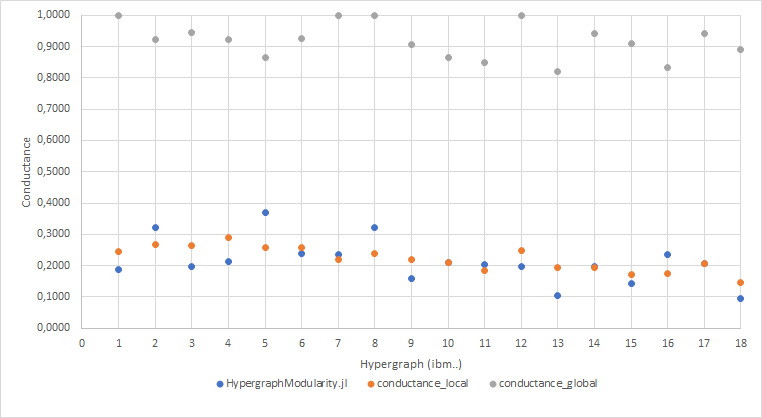 1,0000
0,9000
0,8000
0,7000
0,6000
0,5000
0,4000
0,3000
0,2000
0,1000
0,0000
Conductance
0 1 2 3 4 5 6 7 8 9 10 11 12 13 14 15 16 17 18
Hypergraph (ibm..)
HypergraphModularity.jl conductance_local conductance_global